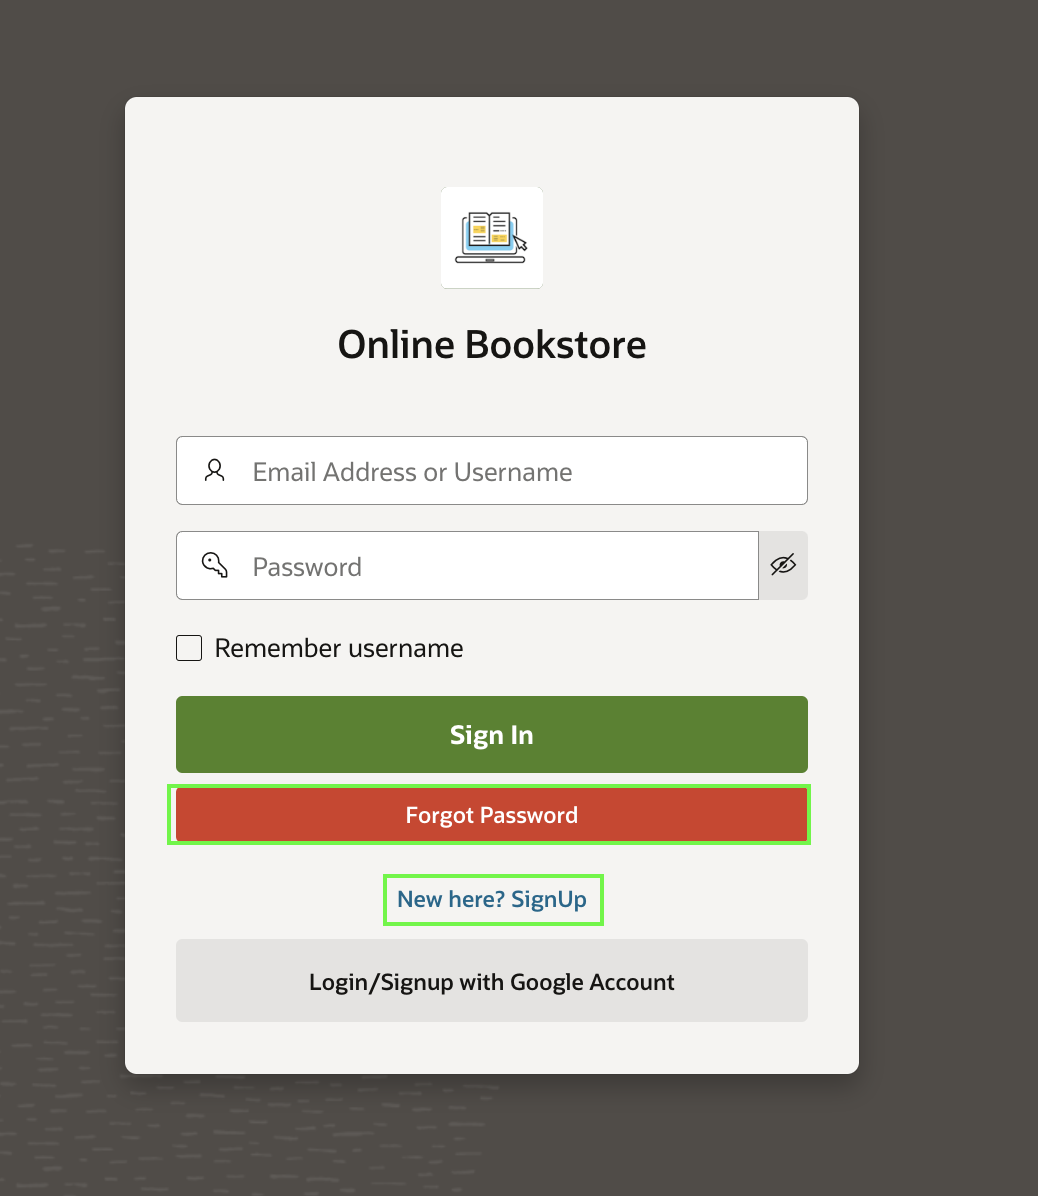 Online Bookstore
Email Address or Username
Password
Remember username
Sign In
Forgot Password
New here? SignUp
Login/Signup with Google Account